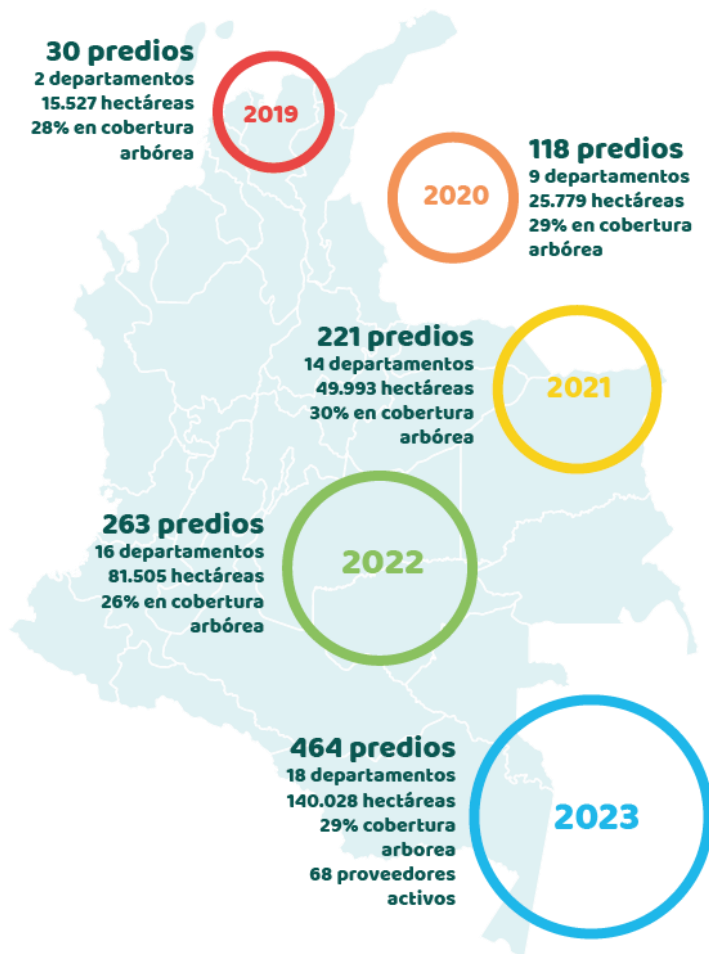 30 predios
2 departamentos
15.527 hectáreas
28% en cobertura
arbórea
2019
118 predios
9 departamentos
25.779 hectáreas
29% en cobertura
arbórea
2020
221 predios
14 departamentos
49.993 hectáreas
30% en cobertura
arbórea
2021
263 predios
16 departamentos
81.505 hectáreas
26% en cobertura
arbórea
2022
464 predios
18 departamentos
140.028 hectáreas
29% cobertura
arborea
68 proveedores
activos
2023